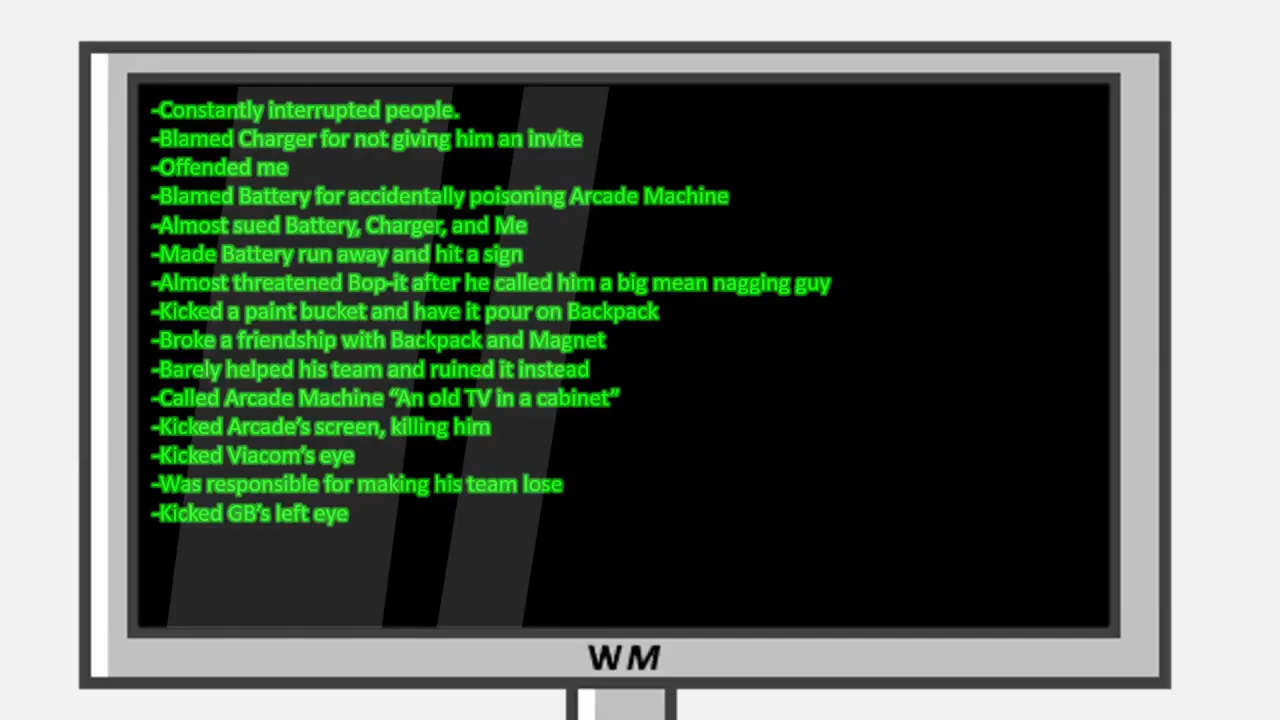 -Constantly interrupted people.
-Blamed Charger for not giving him an invite
-Offended me
-Blamed Battery for accidentally poisoning Arcade Machine
-Almost sued Battery, Charger, and Me
-Made Battery run away and hit a sign
-Almost threatened Bop-it after he called him a big mean nagging guy
-Kicked a paint bucket and have it pour on Backpack
-Broke a friendship with Backpack and Magnet
-Barely helped his team and ruined it instead
-Called Arcade Machine “An old TV in a cabinet”
-Kicked Arcade’s screen, killing him
-Kicked Viacom’s eye
-Was responsible for making his team lose
-Kicked GB’s left eye
WM